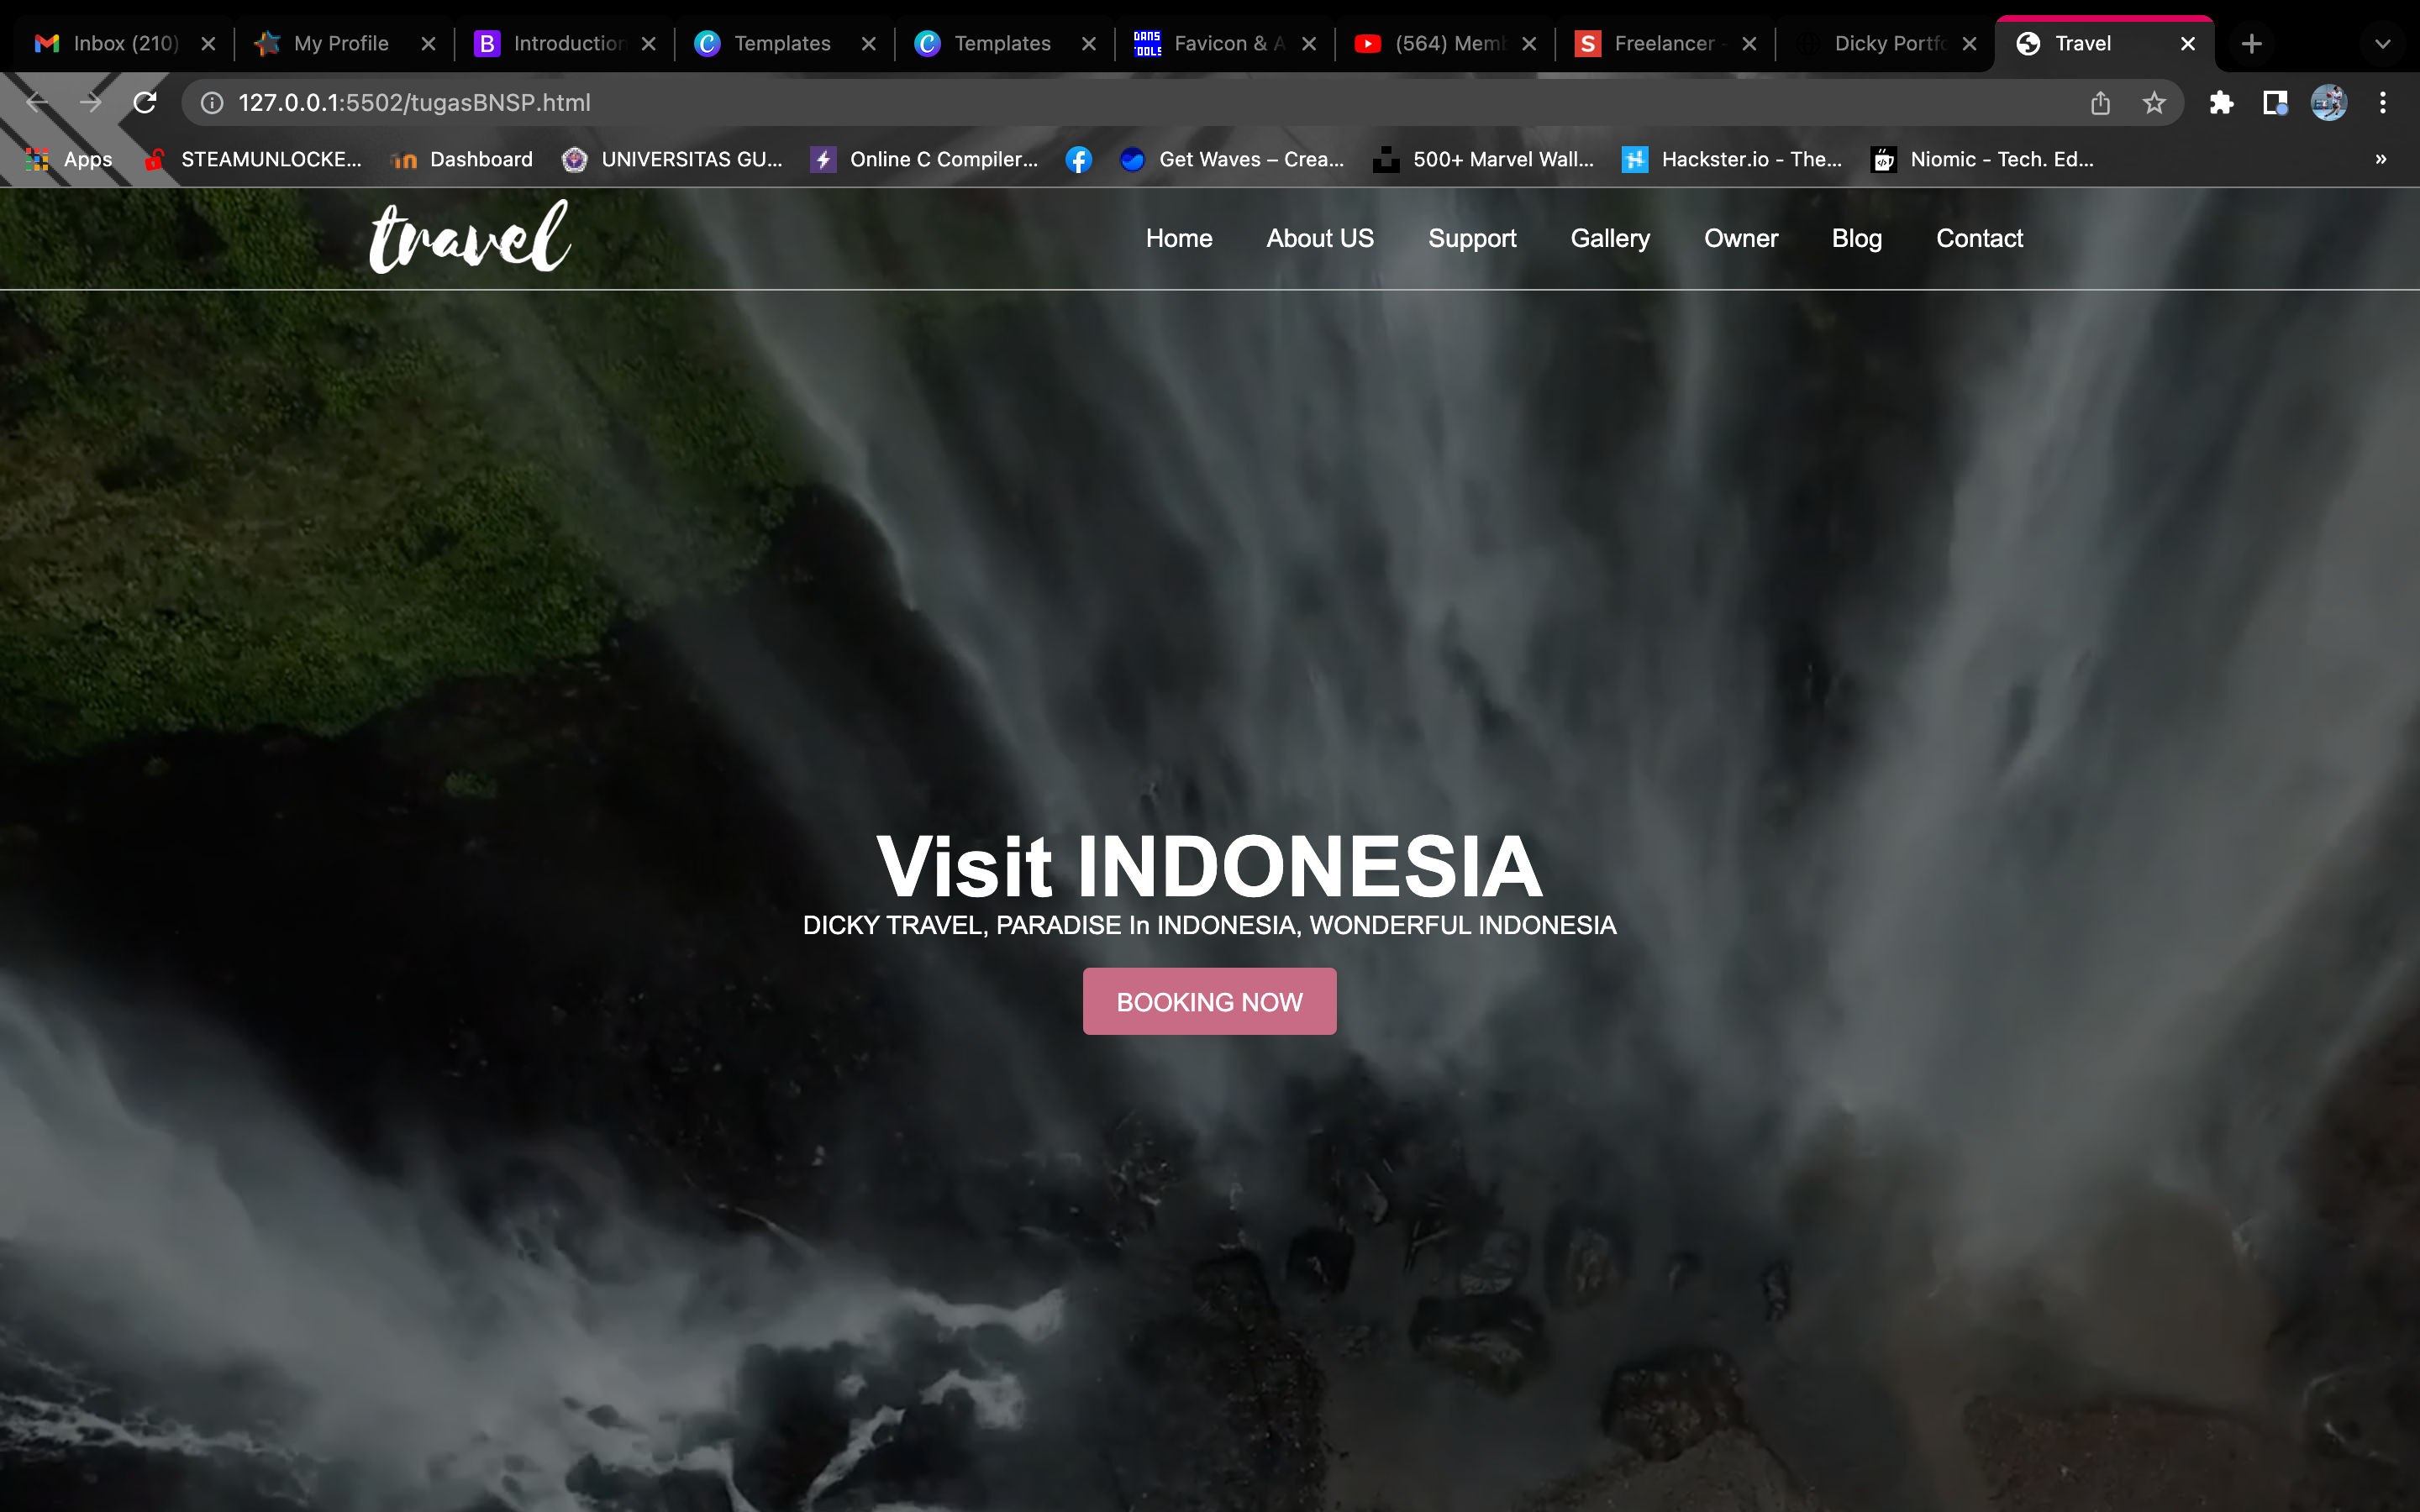 Inbox (210)
My Profile
Introduction
Templates
Templates
DANS TOOLS
Favicon & A
(564) Memb
Freelancer -
Dicky Portfo
Travel
127.0.0.1:5502/tugasBNSP.html
Apps
STEAMUNLOCKE...
Dashboard
UNIVERSITAS GU...
Online C Compiler...
Get Waves – Crea...
500+ Marvel Wall...
Hackster.io - The...
Niomic - Tech. Ed...
»
travel
Home
About US
Support
Gallery
Owner
Blog
Contact
Visit INDONESIA
DICKY TRAVEL, PARADISE In INDONESIA, WONDERFUL INDONESIA
BOOKING NOW